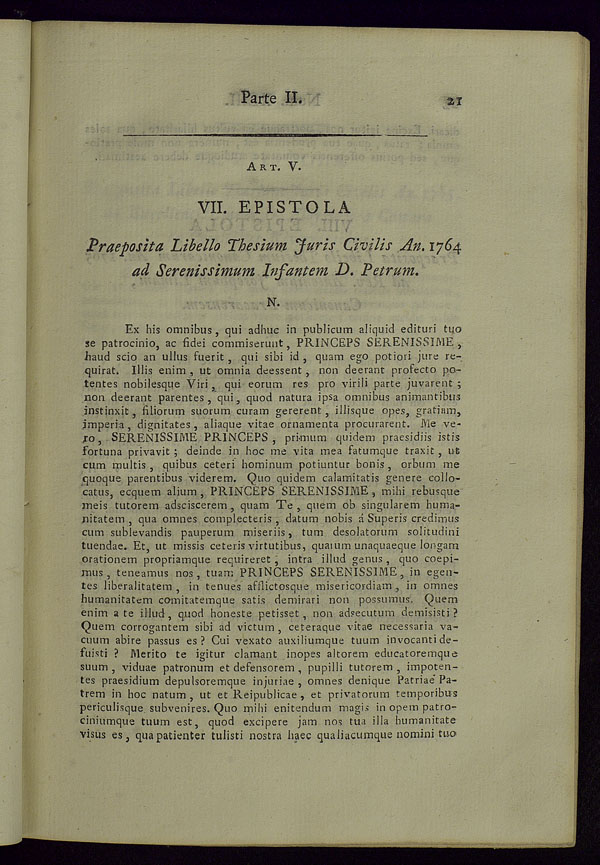 Parte II. 21
ART. V.
VII. EPISTOLA
Praeposita Libello Thesium Juris Civilis An. 1764
ad Serenissimum Infantem D. Petrum.
N.
Ex his omnibus, qui adhuc in publicum aliquid edituri tuo
se patrocinio, ac fidei commiserunt, PRINCEPS SERENISSIME,
haud scio an ullus fuerit, qui sibi id, quam ego potiori jure re-
quirat. Illis enim, ut omnia deessent, non deerant profecto po-
tentes nobilesque Viri, qui eorum res pro virili parte juvarent;
non deerant parentes, qui, quod natura ipsa omnibus animantibus
instinxit, filiorum suorum curam gererent, illisque opes, gratiam,
imperia, dignitates, aliaque vitae ornamenta procurarent. Me ve-
ro, SERENISSIME PRINCEPS, primum quidem praesidiis istis
fortuna privavit; deinde in hoc me vita mea fatumque traxit, ut
cum multis, quibus ceteri hominum potiuntur bonis, orbum me
quoque parentibus viderem. Quo quidem calamitatis genere collo-
catus, ecquem alium, PRINCEPS SERENISSIME, mihi rebusque
meis tutorem adsciscerem, quam Te, quem ob singularem huma-
nitatem, qua omnes complecteris, datum nobis á Superis credimus
cum sublevandis pauperum miseriis, tum desolatorum solitudini
tuendae. Et, ut missis ceteris virtutibus, quarum unaquaeque longam
orationem propriamque requireret, intra illud genus, quo coepi-
mus, teneamus nos, tuam PRINCEPS SERENISSIME, in egen-
tes liberalitatem, in tenues afflictosque misericordiam, in omnes
humanitatem comitatemque satis demirari non possumus. Quem
enim a te illud, quod honeste petisset, non adsecutum demisisti?
Quem corrogantem sibi ad victum, ceteraque vitae necessaria va-
cuum abire passus es? Cui vexato auxiliumque tuum invocanti de-
fuisti? Merito te igitur clamant inopes altorem educatoremque
suum, viduae patronum et defensorem, pupilli tutorem, impoten-
tes praesidium depulsoremque injuriae, omnes denique Patriae Pa-
trem in hoc natum, ut et Reipublicae, et privatorum temporibus
periculisque subvenires. Quo mihi enitendum magis in opem patro-
ciniumque tuum est, quod excipere jam nos tua illa humanitate
visus es, qua patienter tulisti nostra haec qualiacumque nomini tuo